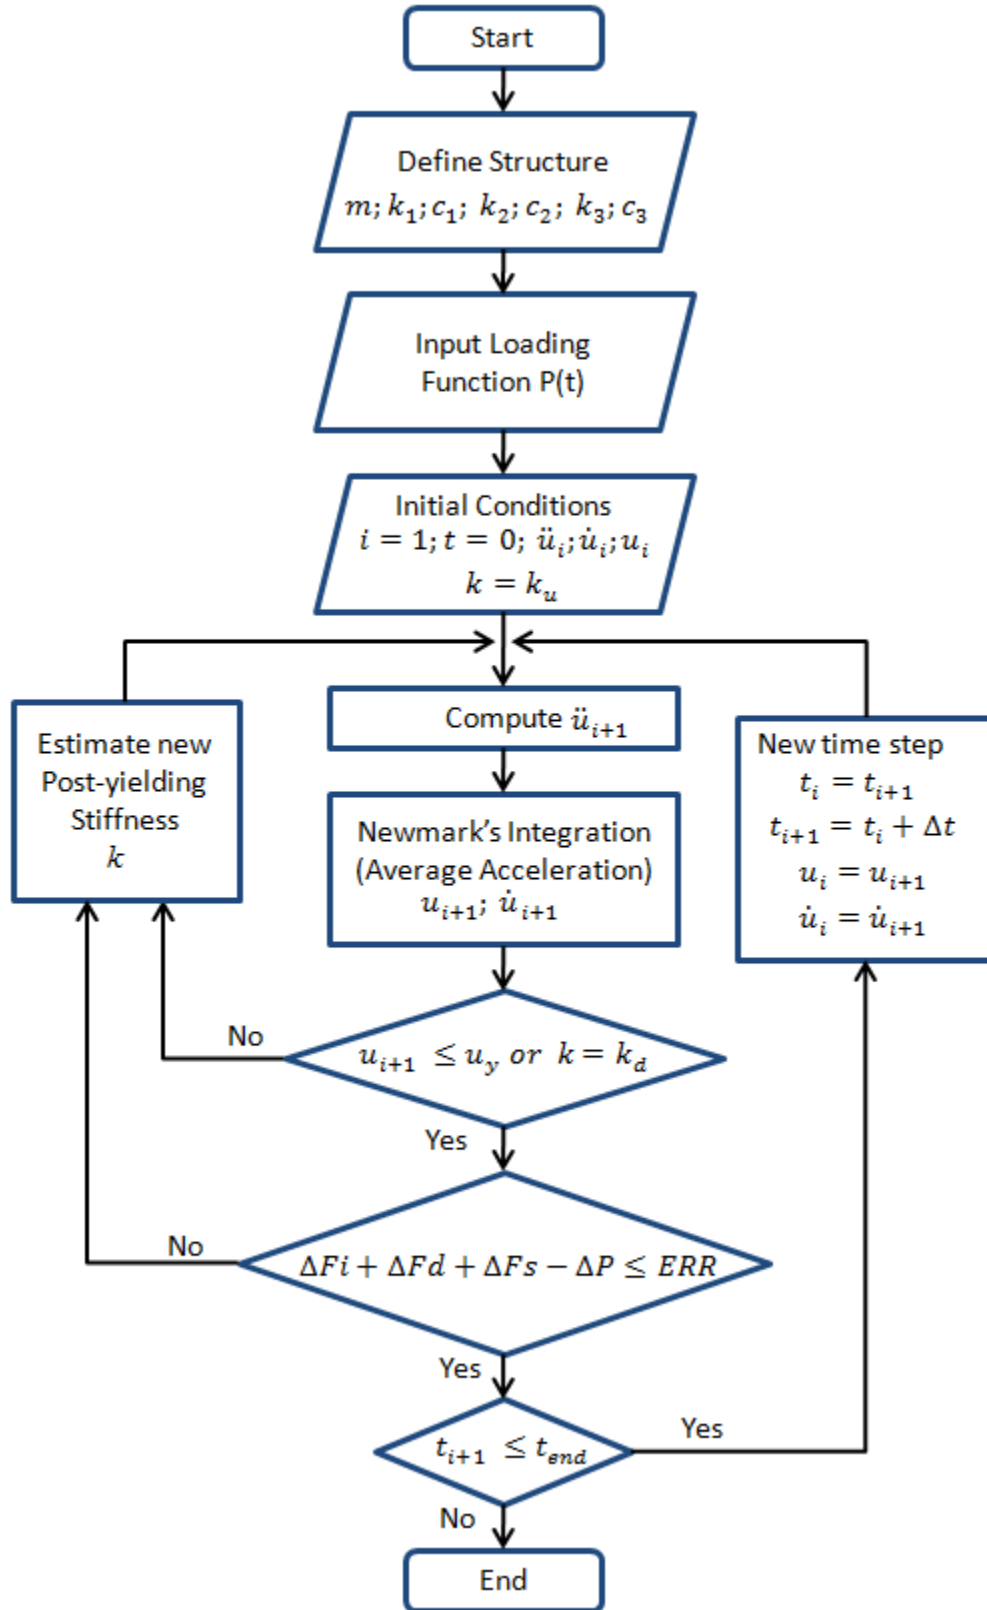 Start
Define Structure
m; k₁; c₁; k₂; c₂; k₃; c₃
Input Loading
Function P(t)
Initial Conditions
i = 1; t = 0; üᵢ; u̇ᵢ; uᵢ
k = kᵤ
Compute üᵢ₊₁
Estimate new
Post-yielding
Stiffness
k
Newmark's Integration
(Average Acceleration)
uᵢ₊₁; u̇ᵢ₊₁
New time step
tᵢ = tᵢ₊₁
tᵢ₊₁ = tᵢ + Δt
uᵢ = uᵢ₊₁
u̇ᵢ = u̇ᵢ₊₁
No
uᵢ₊₁ ≤ u_y or k = k_d
Yes
No
ΔFi + ΔFd + ΔFs − ΔP ≤ ERR
Yes
Yes
tᵢ₊₁ ≤ t_end
No
End